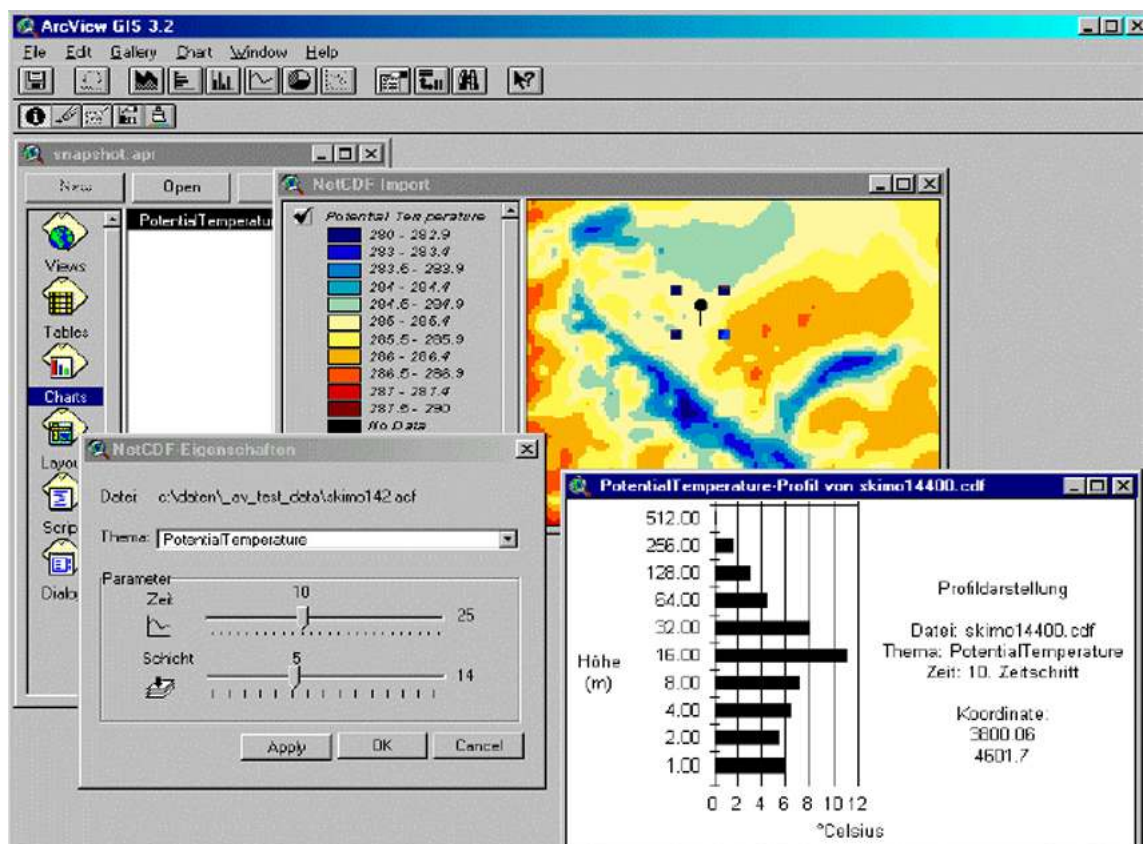 ArcView GIS 3.2
File Edit Gallery Chart Window Help
snapshot.apr
New Open
PotentialTemperatu
Views
Tables
Charts
Layou
Scrip
Dialo
NetCDF Import
Potential Temperature
280 - 282.9
283 - 283.4
283.5 - 283.9
284 - 284.4
284.5 - 284.9
285 - 285.4
285.5 - 285.9
286 - 286.4
286.5 - 286.9
287 - 287.4
287.5 - 290
No Data
NetCDF Eigenschaften
Datei: c:\daten\_av_test_data\skimo142.acf
Thema: PotentialTemperature
Parameter
Zeit
10
25
Schicht
5
14
Apply OK Cancel
PotentialTemperature-Profil von skimo14400.cdf
512.00
256.00
128.00
64.00
32.00
16.00
8.00
4.00
2.00
1.00
Höhe
(m)
0 2 4 6 8 10 12
°Celsius
Profildarstellung
Datei: skimo14400.cdf
Thema: PotentialTemperature
Zeit: 10. Zeitschritt
Koordinate:
3800.06
4601.7